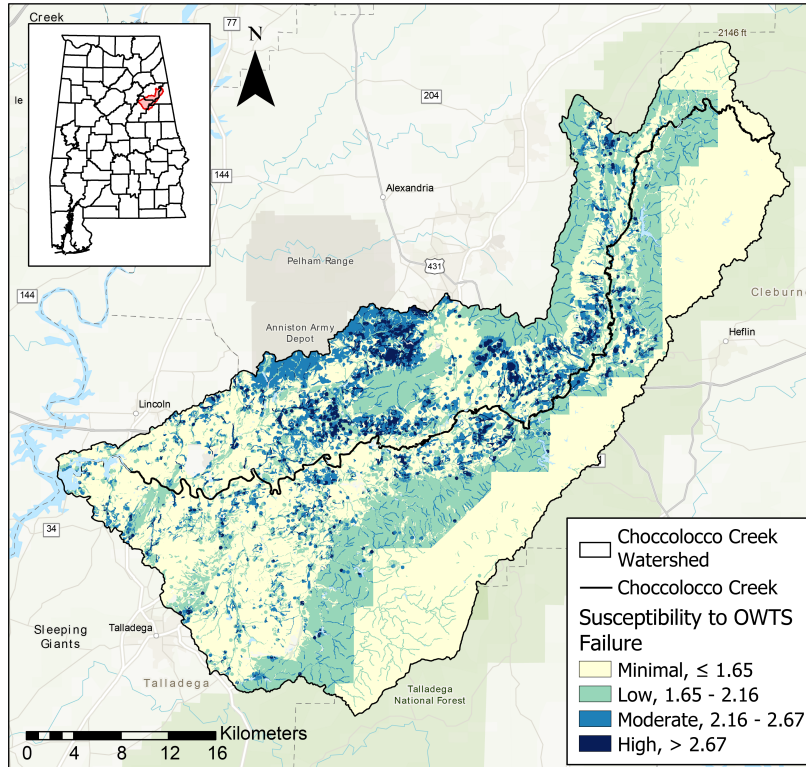 Creek
77
2146 ft
N
le
204
144
Alexandria
Pelham Range
431
144
Cleburne
Anniston Army
Depot
Heflin
Lincoln
34
Talladega
Sleeping
Giants
Talladega
Talladega
National Forest
Kilometers
0 4 8 12 16
Choccolocco Creek
Watershed
Choccolocco Creek
Susceptibility to OWTS
Failure
Minimal, ≤ 1.65
Low, 1.65 - 2.16
Moderate, 2.16 - 2.67
High, > 2.67